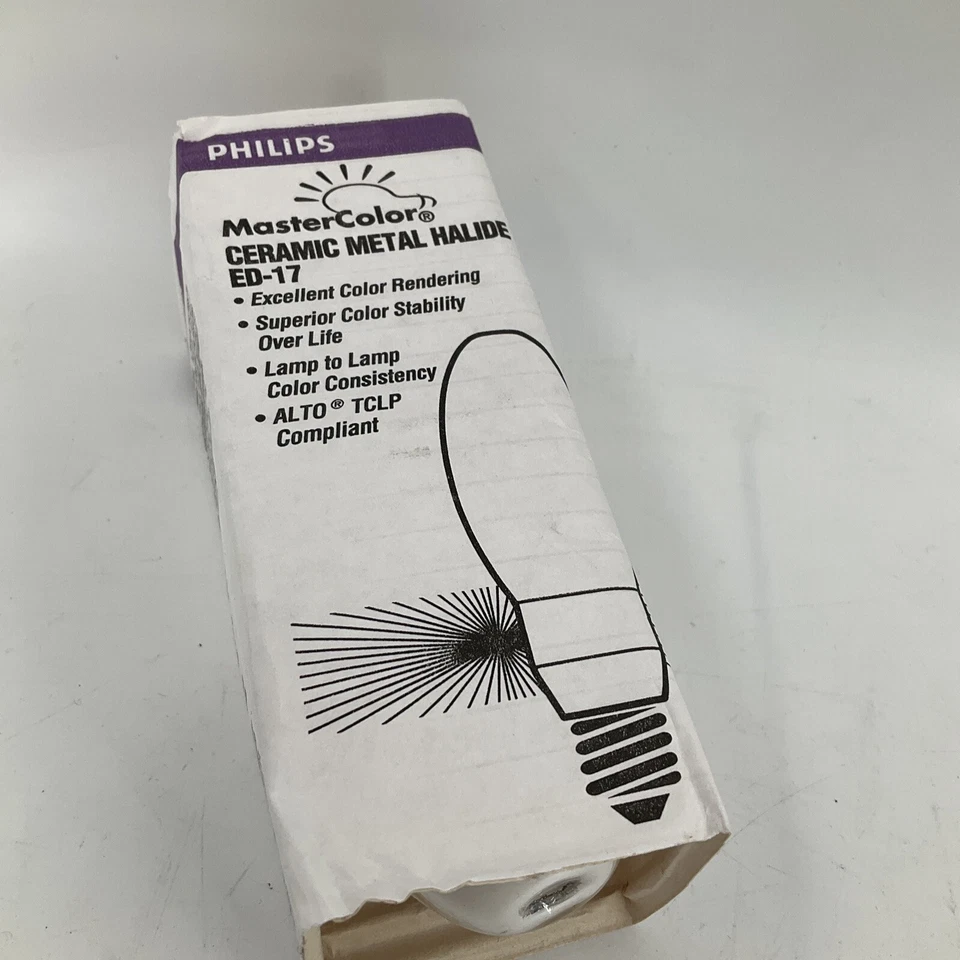 PHILIPS
MasterColor®
CERAMIC METAL HALIDE
ED-17
• Excellent Color Rendering
• Superior Color Stability
Over Life
• Lamp to Lamp
Color Consistency
• ALTO® TCLP
Compliant